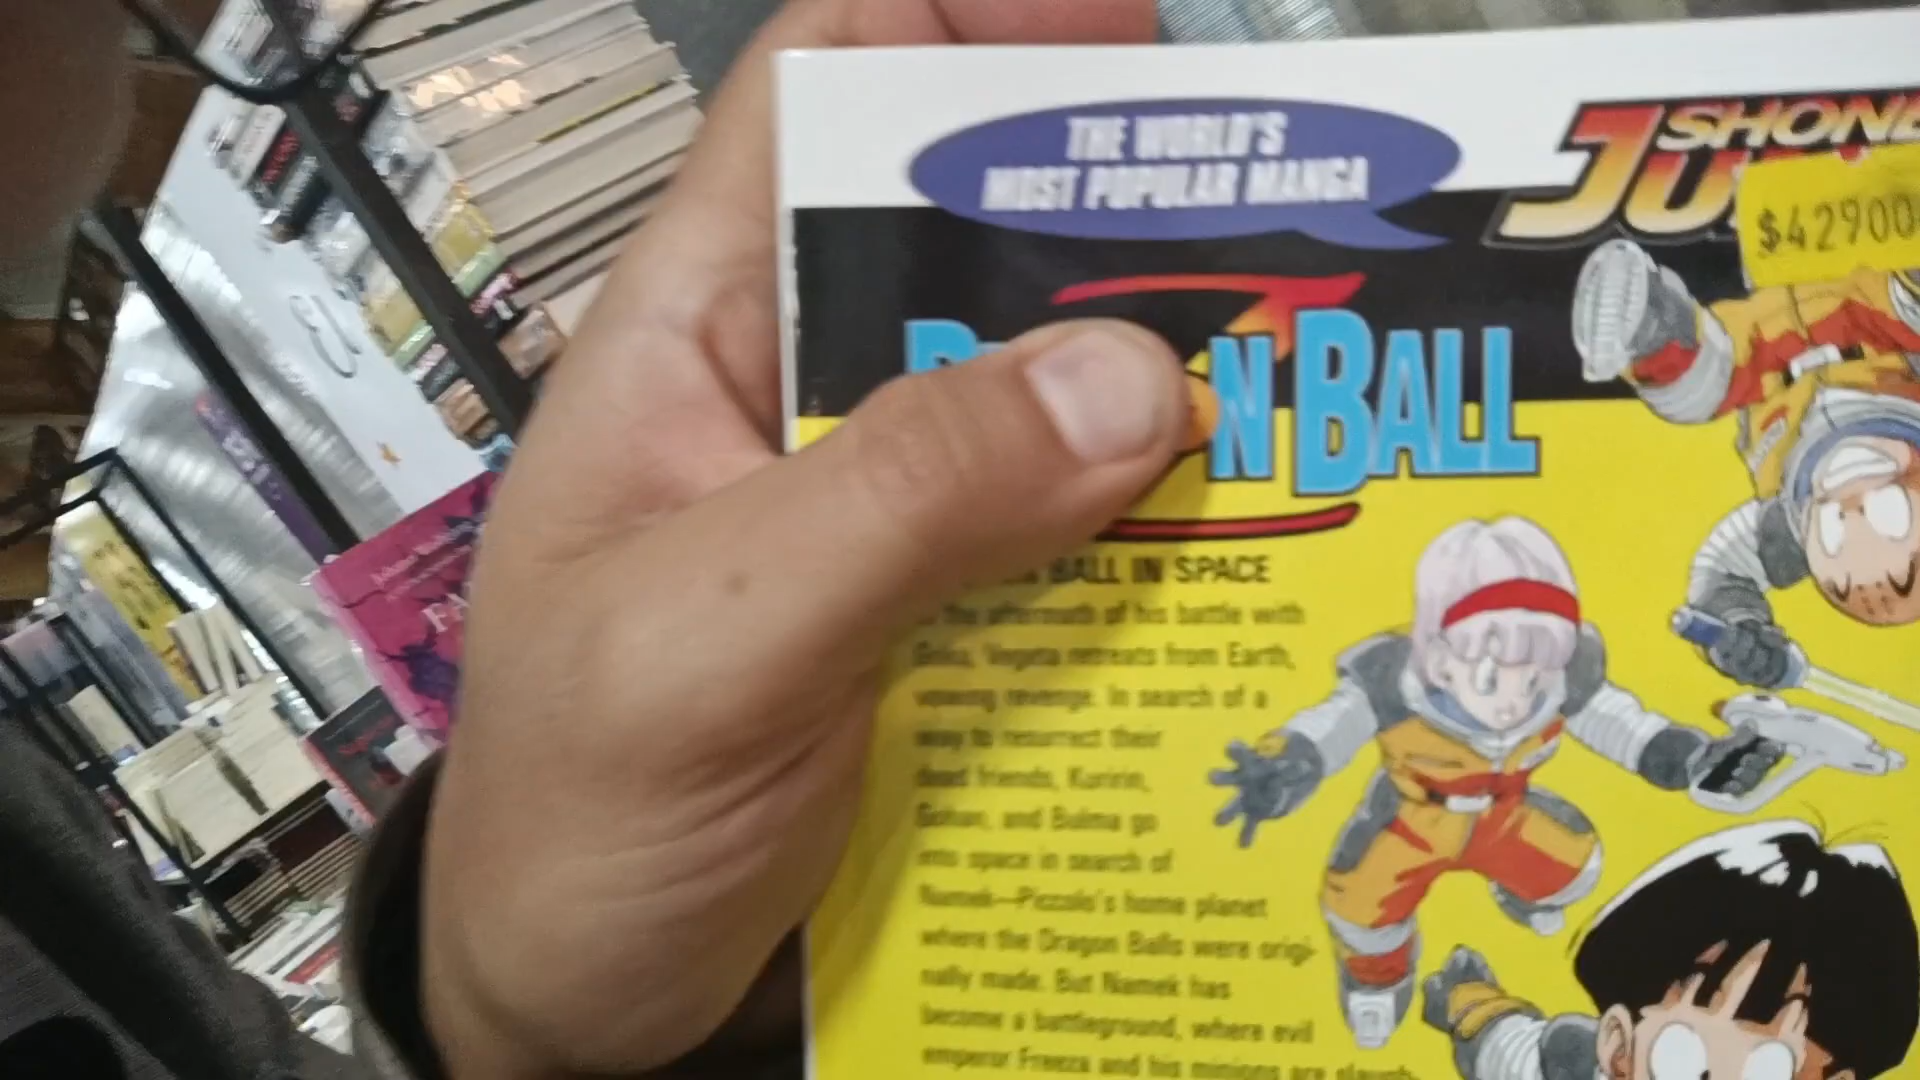 THE WORLD'S
MOST POPULAR MANGA
SHONE
JU
$42900
N BALL
BALL IN SPACE
the aftermath of his battle with
Goku, Vegeta retreats from Earth,
vowing revenge. In search of a
way to resurrect their
dead friends, Kuririn,
Gohan, and Bulma go
into space in search of
Namek—Piccolo's home planet
where the Dragon Balls were origi-
nally made. But Namek has
become a battleground, where evil
emperor Freeza and his minions are slaugh-